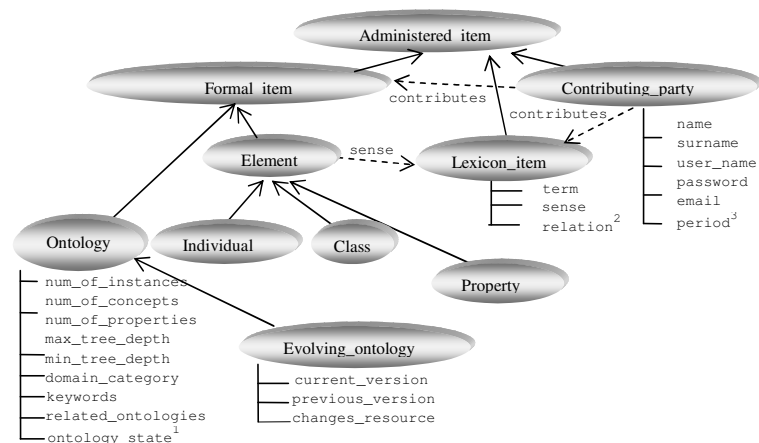 Administered item
Formal item
Contributing_party
contributes
contributes
name
surname
user_name
password
email
period3
sense
Element
Lexicon_item
term
sense
relation2
Ontology
Individual
Class
Property
num_of_instances
num_of_concepts
num_of_properties
max_tree_depth
min_tree_depth
domain_category
keywords
related_ontologies
ontology state1
Evolving_ontology
current_version
previous_version
changes_resource